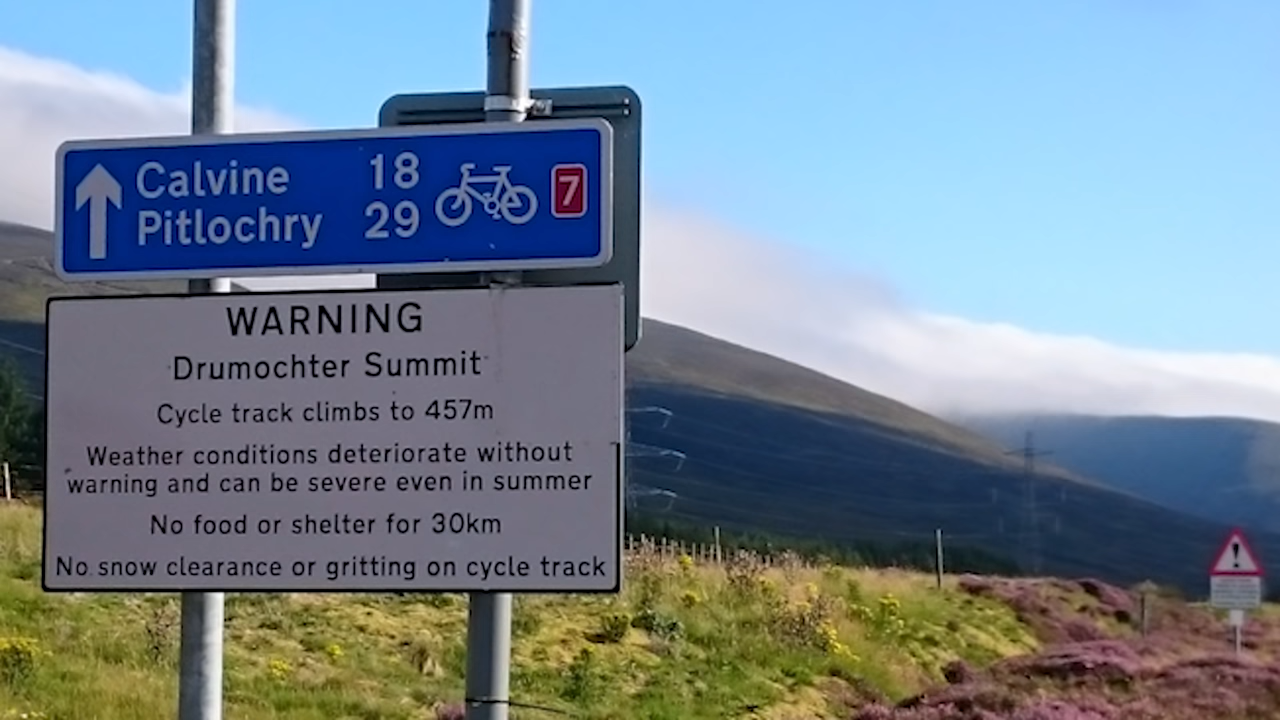 Calvine 18
Pitlochry 29
7
WARNING
Drumochter Summit
Cycle track climbs to 457m
Weather conditions deteriorate without
warning and can be severe even in summer
No food or shelter for 30km
No snow clearance or gritting on cycle track